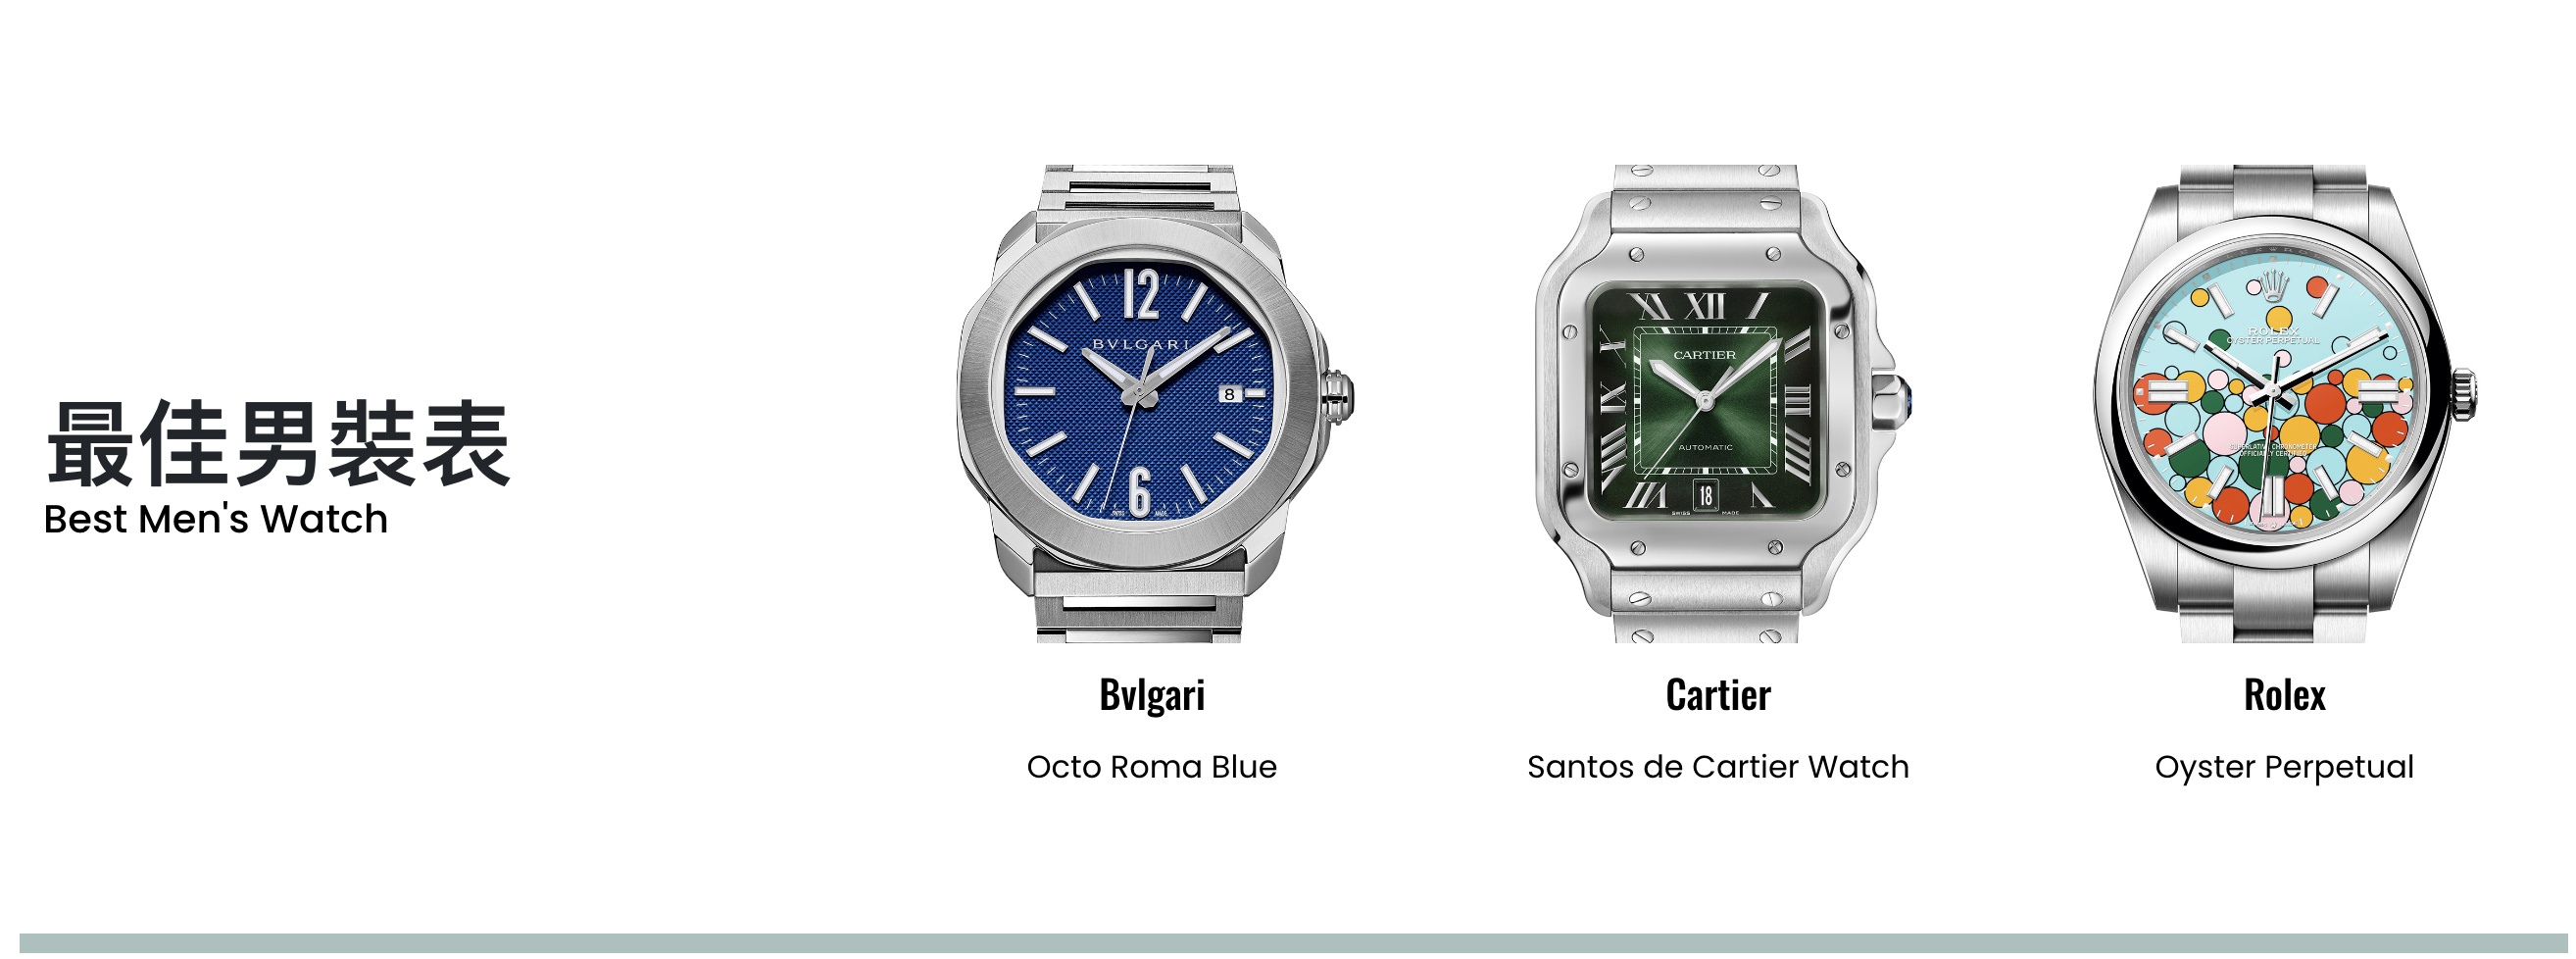 最佳男裝表
Best Men's Watch
12
BVLGARI
8
6
SWISS MADE
Bvlgari
Octo Roma Blue
XI XII I
CARTIER
AUTOMATIC
18
SWISS MADE
Cartier
Santos de Cartier Watch
ROLEX
OYSTER PERPETUAL
SUPERLATIVE CHRONOMETER
OFFICIALLY CERTIFIED
Rolex
Oyster Perpetual